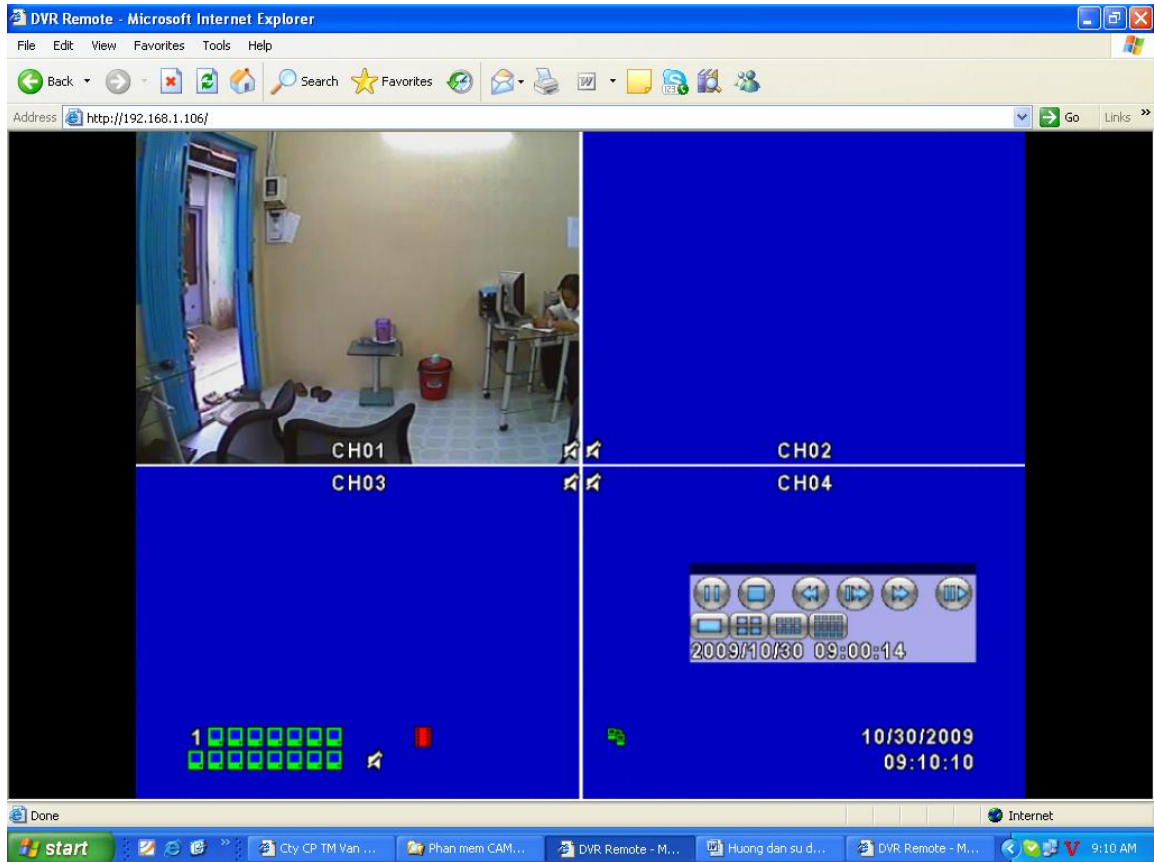 DVR Remote - Microsoft Internet Explorer
File Edit View Favorites Tools Help
Back Search Favorites
Address http://192.168.1.106/ Go Links »
CH01 CH02
CH03 CH04
2009/10/30 09:00:14
1
10/30/2009
09:10:10
Done Internet
start » Cty CP TM Van ... Phan mem CAM... DVR Remote - M... Huong dan su d... DVR Remote - M... V 9:10 AM